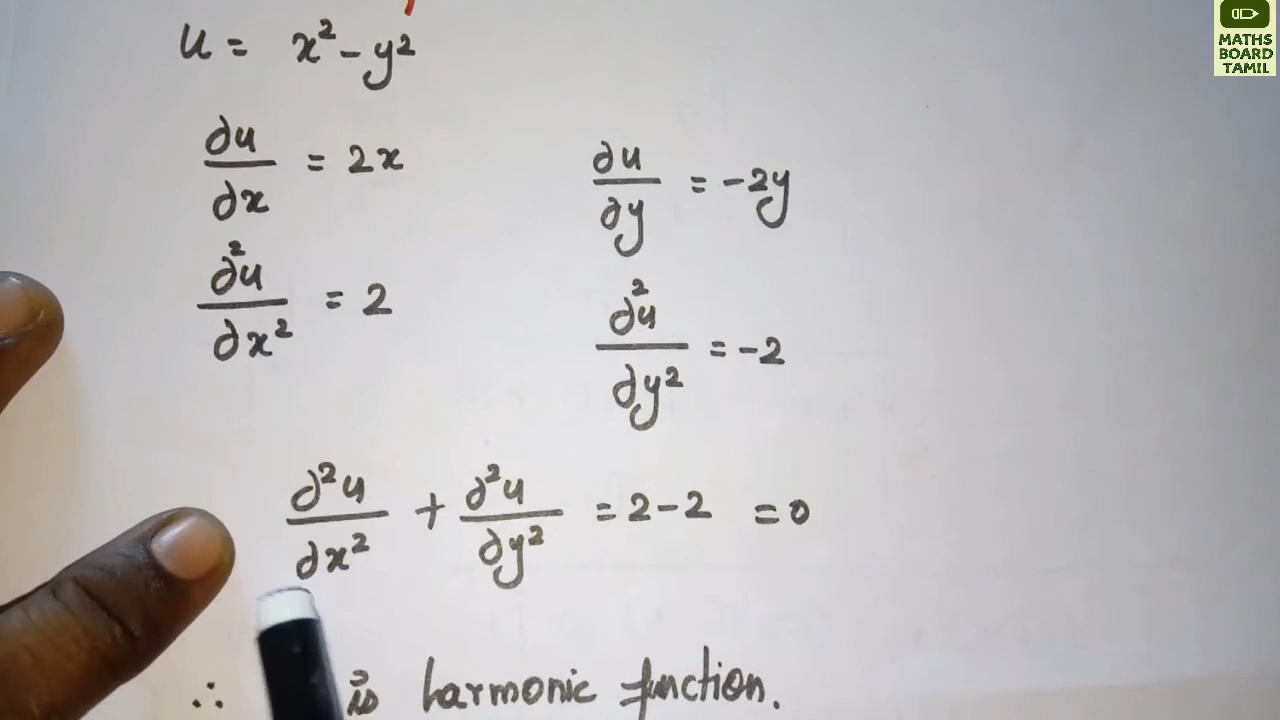 MATHS
BOARD
TAMIL
u = x² - y²
∂u/∂x = 2x
∂u/∂y = -2y
∂²u/∂x² = 2
∂²u/∂y² = -2
∂²u/∂x² + ∂²u/∂y² = 2-2 = 0
∴ is harmonic function.